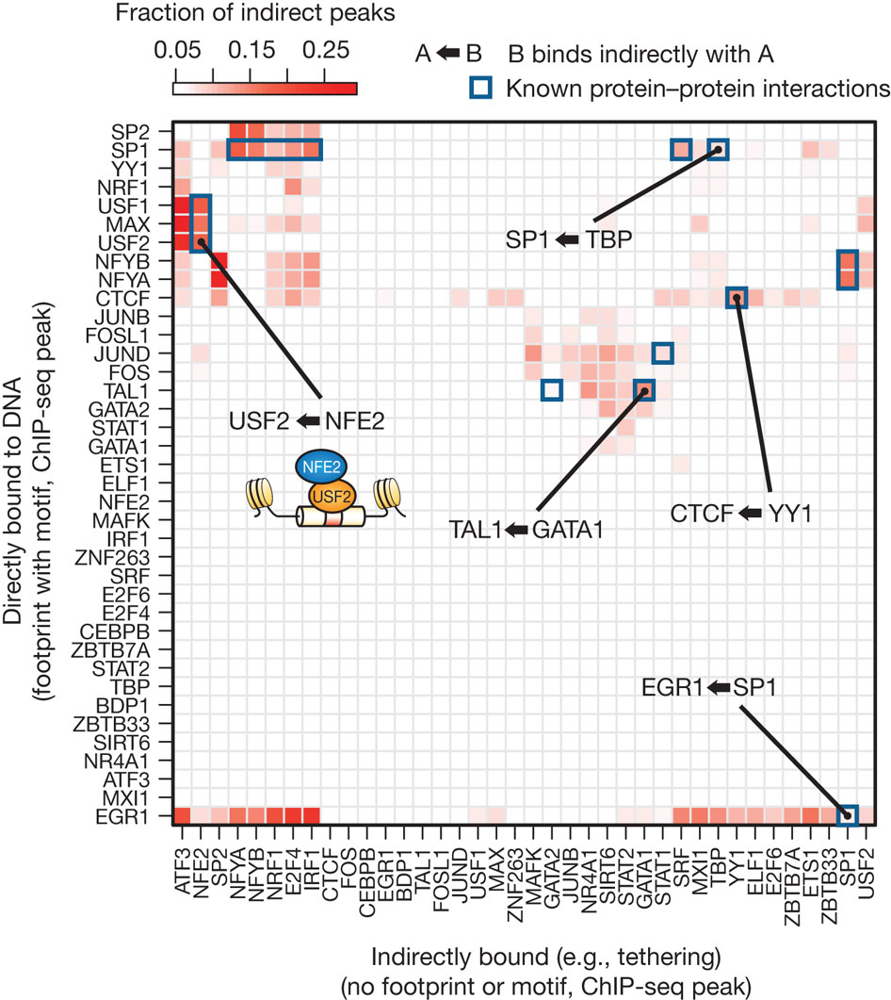 Fraction of indirect peaks
0.05 0.15 0.25
A B B binds indirectly with A
Known protein–protein interactions
Directly bound to DNA
(footprint with motif, ChIP-seq peak)
SP2
SP1
YY1
NRF1
USF1
MAX
USF2
NFYB
NFYA
CTCF
JUNB
FOSL1
JUND
FOS
TAL1
GATA2
STAT1
GATA1
ETS1
ELF1
NFE2
MAFK
IRF1
ZNF263
SRF
E2F6
E2F4
CEBPB
ZBTB7A
STAT2
TBP
BDP1
ZBTB33
SIRT6
NR4A1
ATF3
MXI1
EGR1
SP1 TBP
USF2 NFE2
NFE2
USF2
TAL1 GATA1
CTCF YY1
EGR1 SP1
ATF3
NFE2
SP2
NFYA
NFYB
NRF1
E2F4
IRF1
CTCF
FOS
CEBPB
EGR1
BDP1
TAL1
FOSL1
JUND
USF1
MAX
ZNF263
MAFK
GATA2
JUNB
NR4A1
SIRT6
STAT2
GATA1
STAT1
SRF
MXI1
TBP
YY1
ELF1
E2F6
ZBTB7A
ETS1
ZBTB33
SP1
USF2
Indirectly bound (e.g., tethering)
(no footprint or motif, ChIP-seq peak)